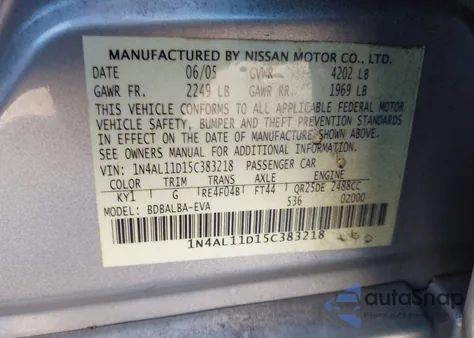 MANUFACTURED BY NISSAN MOTOR CO., LTD.
DATE 06/05 GVWR 4202 LB
GAWR FR. 2249 LB GAWR RR. 1969 LB
THIS VEHICLE CONFORMS TO ALL APPLICABLE FEDERAL MOTOR
VEHICLE SAFETY, BUMPER AND THEFT PREVENTION STANDARDS
IN EFFECT ON THE DATE OF MANUFACTURE SHOWN ABOVE.
SEE OWNERS MANUAL FOR ADDITIONAL INFORMATION.
VIN: 1N4AL11D15C383218 PASSENGER CAR
COLOR TRIM TRANS AXLE ENGINE
KY1 G RE4F04B FT44 QR25DE 2488CC
MODEL: BDBALBA-EVA 536 02000
1N4AL11D15C383218
autoSnap